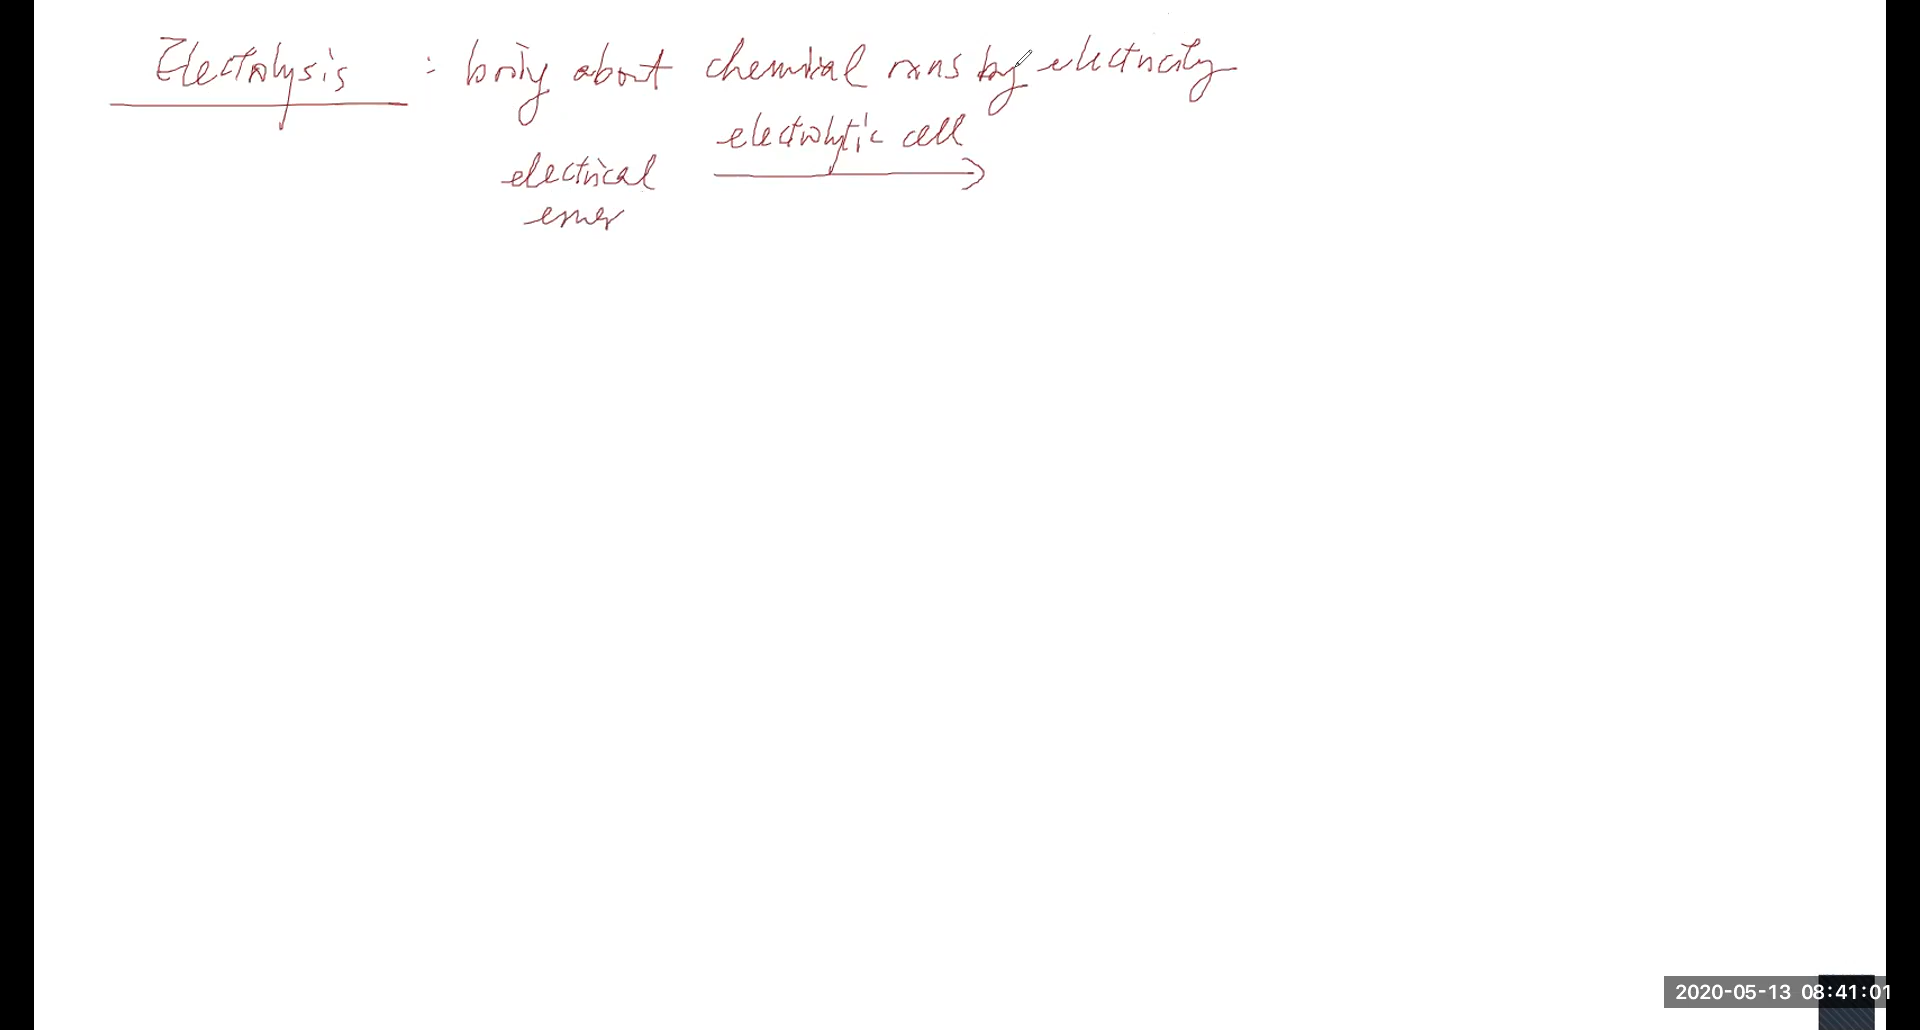 Electrolysis : bring about chemical rxns by electricity
electrolytic cell
electrical
ener
2020-05-13 08:41:01